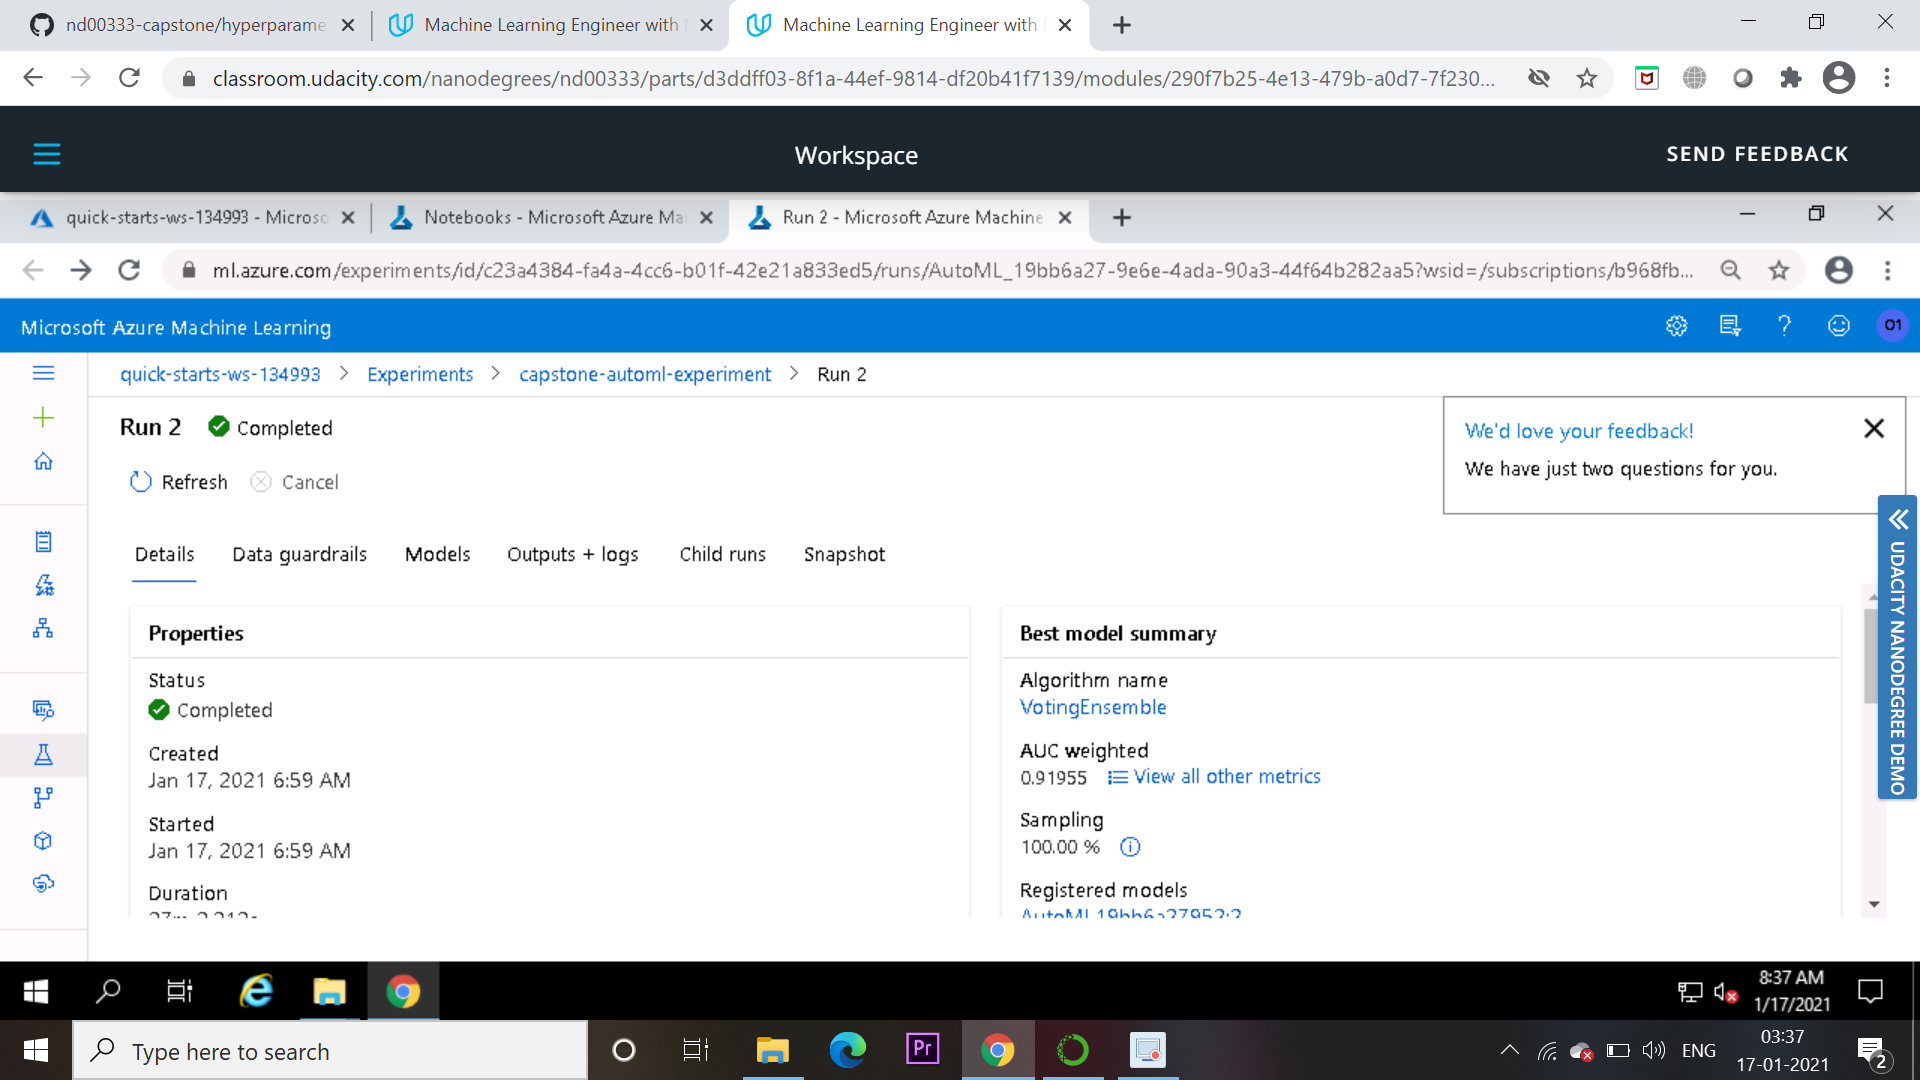 nd00333-capstone/hyperparame
Machine Learning Engineer with
Machine Learning Engineer with
classroom.udacity.com/nanodegrees/nd00333/parts/d3ddff03-8f1a-44ef-9814-df20b41f7139/modules/290f7b25-4e13-479b-a0d7-7f230...
Workspace
SEND FEEDBACK
quick-starts-ws-134993 - Microso
Notebooks - Microsoft Azure Ma
Run 2 - Microsoft Azure Machine
ml.azure.com/experiments/id/c23a4384-fa4a-4cc6-b01f-42e21a833ed5/runs/AutoML_19bb6a27-9e6e-4ada-90a3-44f64b282aa5?wsid=/subscriptions/b968fb...
Microsoft Azure Machine Learning
01
quick-starts-ws-134993 > Experiments > capstone-automl-experiment > Run 2
Run 2 Completed
Refresh Cancel
We'd love your feedback!
We have just two questions for you.
Details Data guardrails Models Outputs + logs Child runs Snapshot
UDACITY NANODEGREE DEMO
Properties
Status
Completed
Created
Jan 17, 2021 6:59 AM
Started
Jan 17, 2021 6:59 AM
Duration
Best model summary
Algorithm name
VotingEnsemble
AUC weighted
0.91955 View all other metrics
Sampling
100.00 %
Registered models
AutoML19bb6a27952:2
8:37 AM
1/17/2021
Type here to search
Pr
ENG
03:37
17-01-2021
2